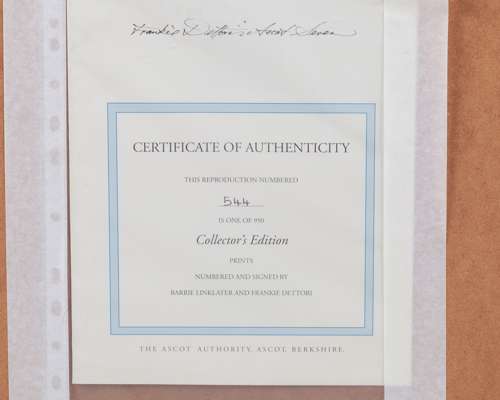 Frankie Dettori's Ascot Seven
CERTIFICATE OF AUTHENTICITY
THIS REPRODUCTION NUMBERED
544
IS ONE OF 950
Collector's Edition
PRINTS
NUMBERED AND SIGNED BY
BARRIE LINKLATER AND FRANKIE DETTORI
THE ASCOT AUTHORITY, ASCOT, BERKSHIRE.